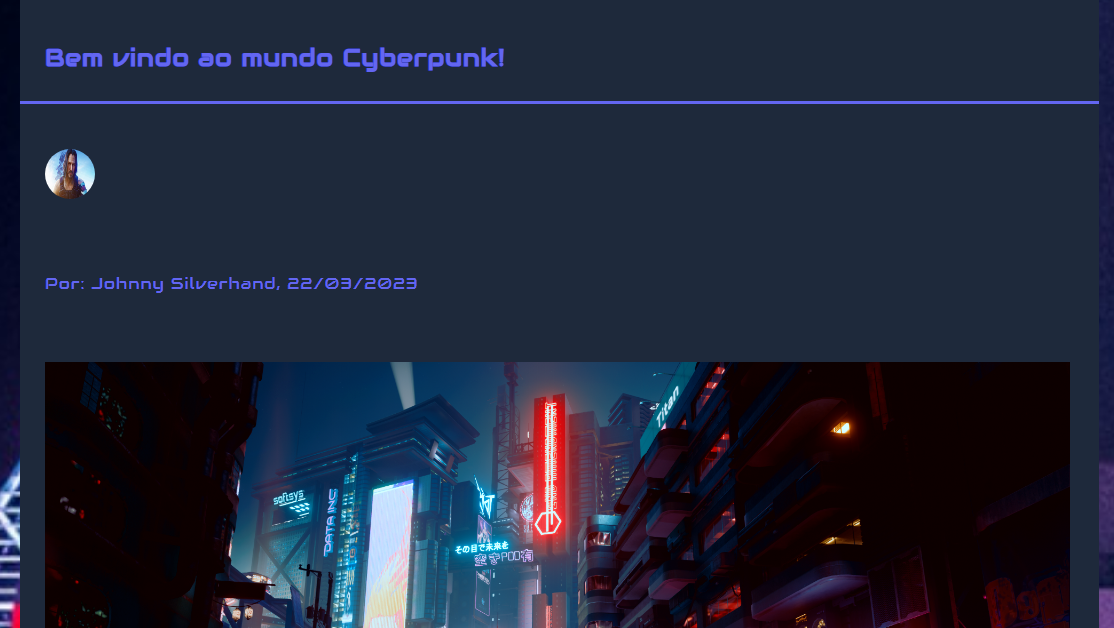 Bem vindo ao mundo Cyberpunk!
Por: Johnny Silverhand, 22/03/2023
Titan
softsys
DATA INC
その目で未来を